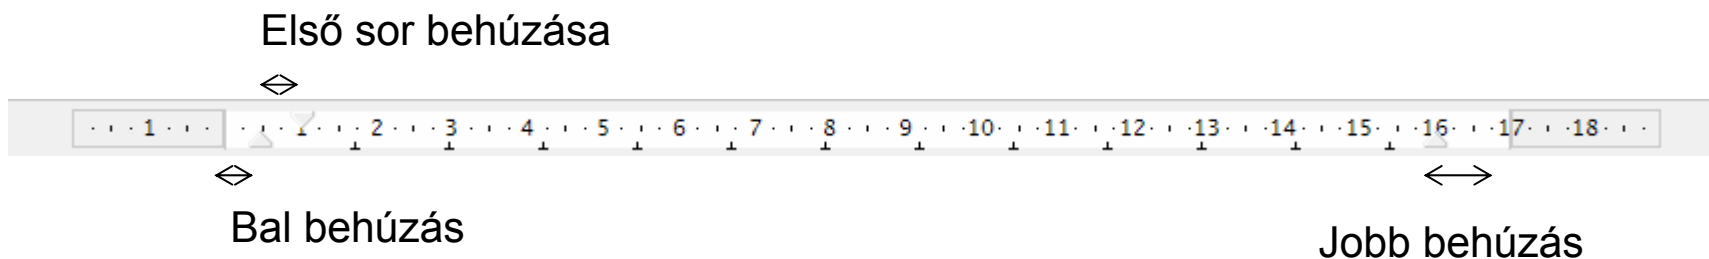 Első sor behúzása
1 1 2 3 4 5 6 7 8 9 10 11 12 13 14 15 16 17 18
Bal behúzás
Jobb behúzás